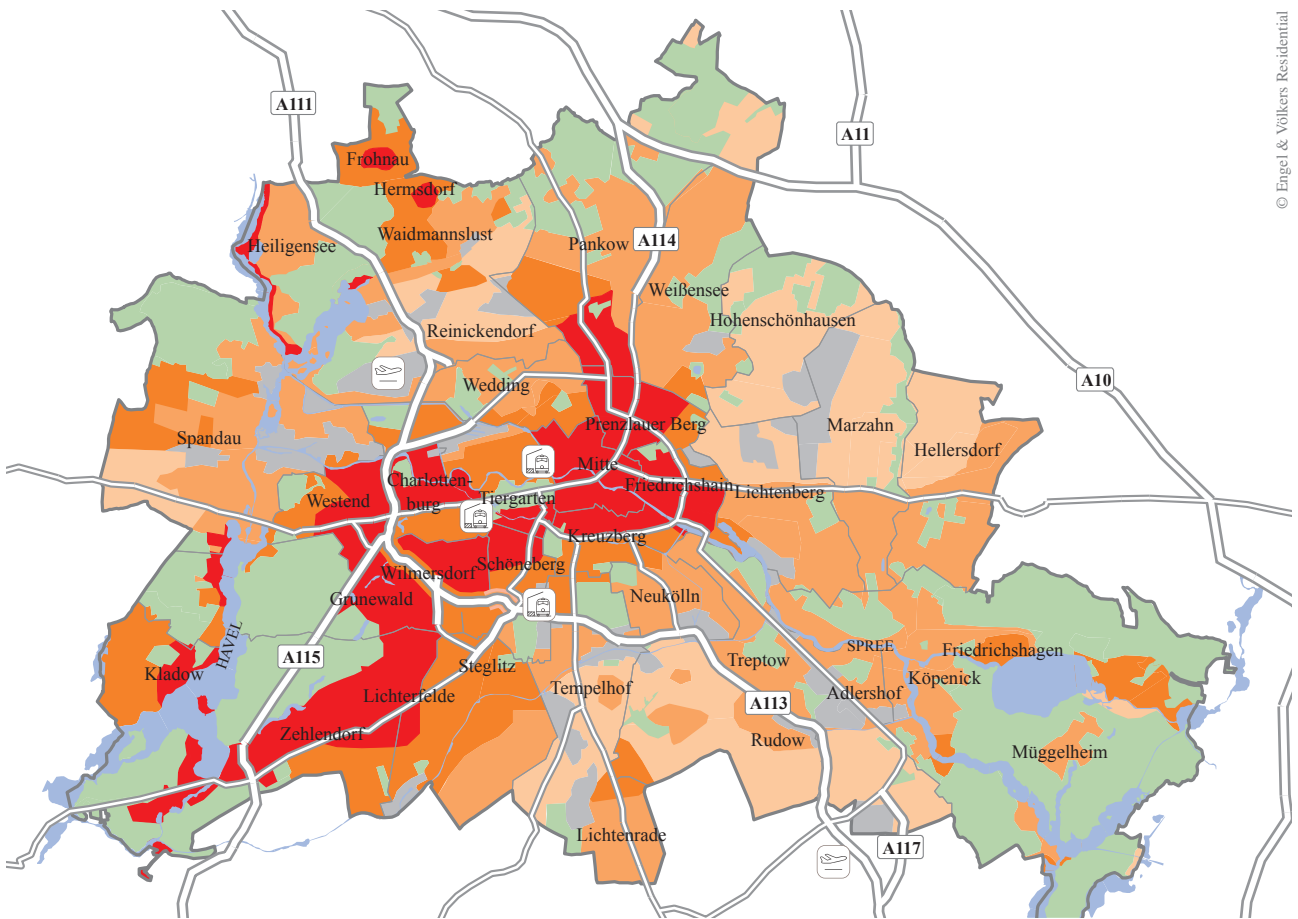 © Engel & Völkers Residential
A111
A11
Frohnau
Hermsdorf
Waidmannslust
Heiligensee
Pankow
A114
Weißensee
Hohenschönhausen
Reinickendorf
Wedding
A10
Prenzlauer Berg
Marzahn
Spandau
Hellersdorf
Mitte
Charlotten-
burg
Westend
Tiergarten
Friedrichshain
Lichtenberg
Kreuzberg
Schöneberg
Wilmersdorf
Grunewald
Neukölln
HAVEL
SPREE
Friedrichshagen
A115
Kladow
Steglitz
Treptow
Köpenick
Lichterfelde
Tempelhof
Adlershof
A113
Zehlendorf
Rudow
Müggelheim
Lichtenrade
A117